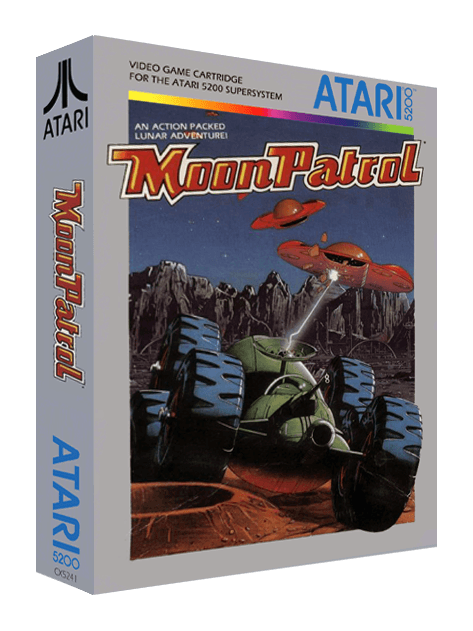 ATARI
MoonPatrol
ATARI
5200
CX5241
VIDEO GAME CARTRIDGE
FOR THE ATARI 5200 SUPERSYSTEM
ATARI
5200
AN ACTION PACKED
LUNAR ADVENTURE!
MoonPatrol